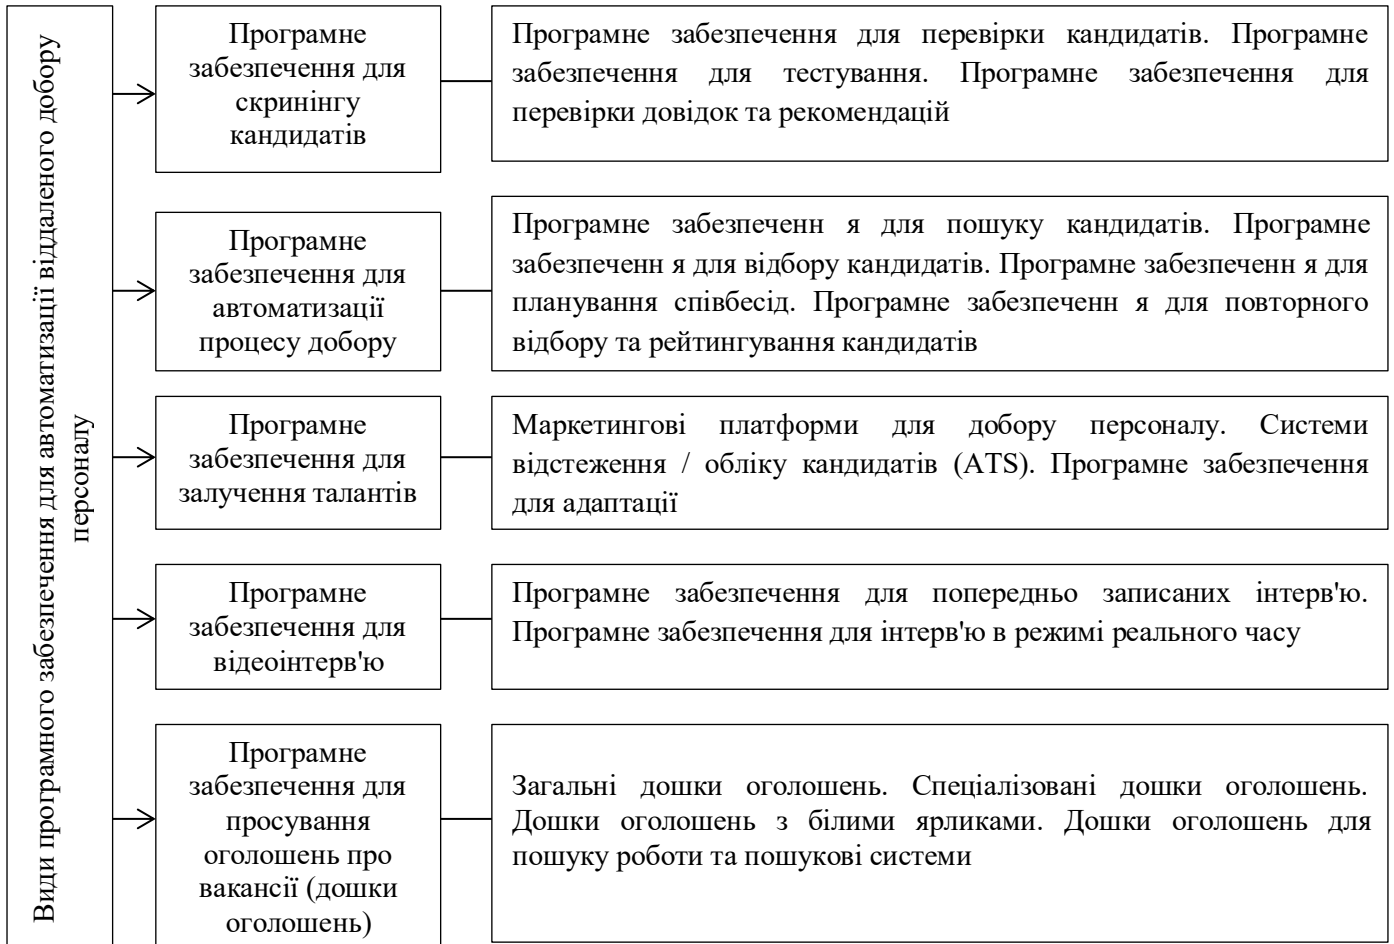 Види програмного забезпечення для автоматизації віддаленого добору
персоналу
Програмне
забезпечення для
скринінгу
кандидатів
Програмне забезпечення для перевірки кандидатів. Програмне
забезпечення для тестування. Програмне забезпечення для
перевірки довідок та рекомендацій
Програмне
забезпечення для
автоматизації
процесу добору
Програмне забезпеченн я для пошуку кандидатів. Програмне
забезпеченн я для відбору кандидатів. Програмне забезпеченн я для
планування співбесід. Програмне забезпеченн я для повторного
відбору та рейтингування кандидатів
Програмне
забезпечення для
залучення талантів
Маркетингові платформи для добору персоналу. Системи
відстеження / обліку кандидатів (ATS). Програмне забезпечення
для адаптації
Програмне
забезпечення для
відеоінтерв'ю
Програмне забезпечення для попередньо записаних інтерв'ю.
Програмне забезпечення для інтерв'ю в режимі реального часу
Програмне
забезпечення для
просування
оголошень про
вакансії (дошки
оголошень)
Загальні дошки оголошень. Спеціалізовані дошки оголошень.
Дошки оголошень з білими ярликами. Дошки оголошень для
пошуку роботи та пошукові системи